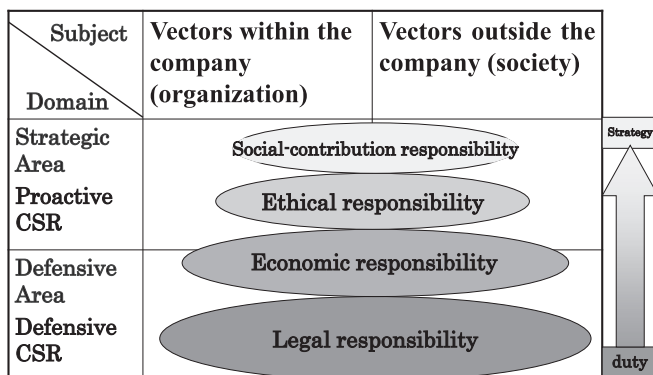 Subject
Domain
Vectors within the
company
(organization)
Vectors outside the
company (society)
Strategic
Area
Proactive
CSR
Social-contribution responsibility
Ethical responsibility
Strategy
Defensive
Area
Defensive
CSR
Economic responsibility
Legal responsibility
duty